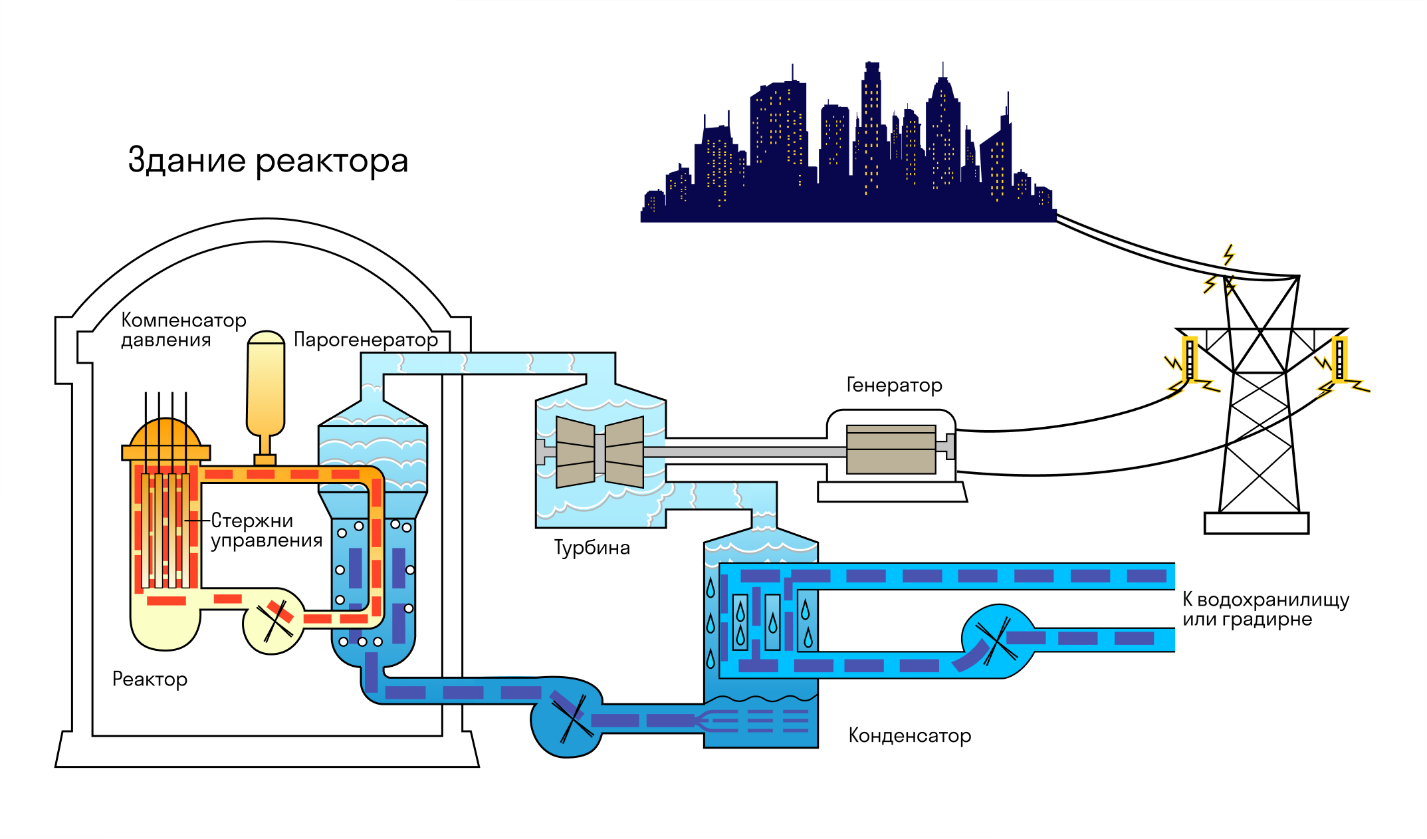 Здание реактора
Компенсатор
давления
Парогенератор
Стержни
управления
Реактор
Турбина
Генератор
Конденсатор
К водохранилищу
или градирне